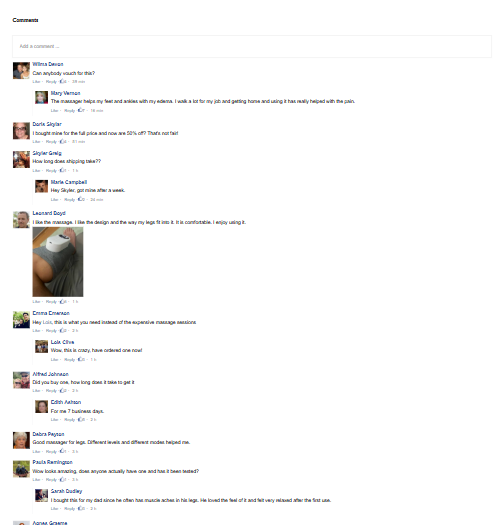 Comments
Add a comment ...
Wilma Devon
Can anybody vouch for this?
Like · Reply · 29 min
Mary Vernon
The massager helps my feet and ankles with my edema. I walk a lot for my job and getting home and using it has really helped with the pain.
Like · Reply · 16 min
Doris Skylar
I bought mine for the full price and now are 50% off? That's not fair!
Like · Reply · 31 min
Skylar Greig
How long does shipping take??
Like · Reply · 1 h
Marie Campbell
Hey Skyler, got mine after a week.
Like · Reply · 24 min
Leonard Boyd
I like the massage. I like the design and the way my legs fit into it. It is comfortable. I enjoy using it.
Like · Reply · 1 h
Emma Emerson
Hey Lois, this is what you need instead of the expensive massage sessions
Like · Reply · 2 h
Lois Clive
Wow, this is crazy, have ordered one now!
Like · Reply · 1 h
Alfred Johnson
Did you buy one, how long does it take to get it
Like · Reply · 2 h
Edith Ashton
For me 7 business days.
Like · Reply · 2 h
Debra Peyton
Good massager for legs. Different levels and different modes helped me.
Like · Reply · 2 h
Paula Remington
Wow looks amazing, does anyone actually have one and has it been tested?
Like · Reply · 2 h
Sarah Dudley
I bought this for my dad since he often has muscle aches in his legs. He loved the feel of it and felt very relaxed after the first use.
Like · Reply · 2 h
Agnes Graeme